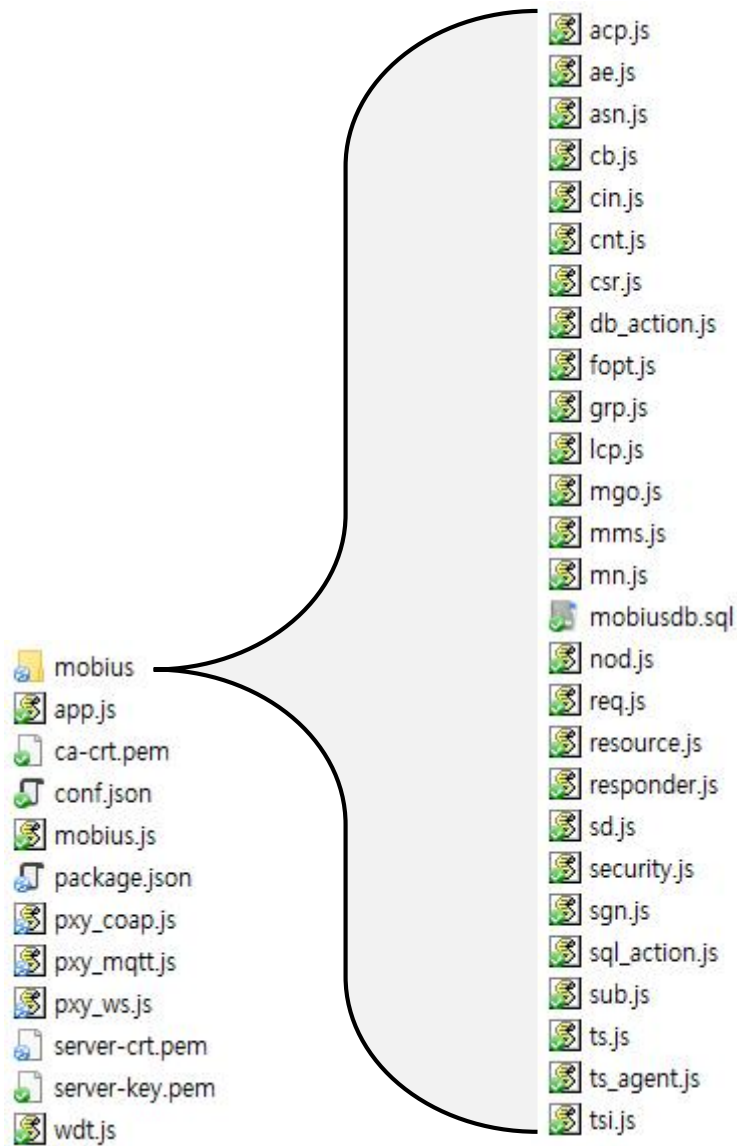 mobius
app.js
ca-crt.pem
conf.json
mobius.js
package.json
pxy_coap.js
pxy_mqtt.js
pxy_ws.js
server-crt.pem
server-key.pem
wdt.js
acp.js
ae.js
asn.js
cb.js
cin.js
cnt.js
csr.js
db_action.js
fopt.js
grp.js
lcp.js
mgo.js
mms.js
mn.js
mobiusdb.sql
nod.js
req.js
resource.js
responder.js
sd.js
security.js
sgn.js
sql_action.js
sub.js
ts.js
ts_agent.js
tsi.js